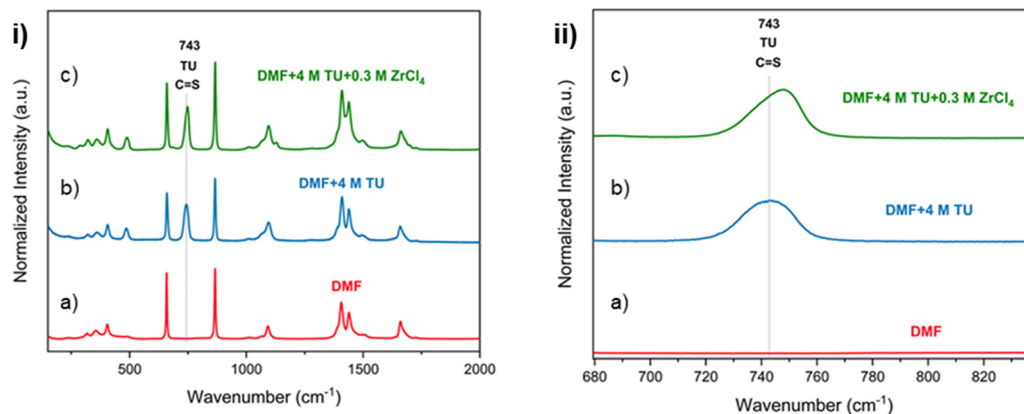 i)
743
TU
C=S
c)
DMF+4 M TU+0.3 M ZrCl₄
b)
DMF+4 M TU
a)
DMF
500
1000
1500
2000
Wavenumber (cm⁻¹)
Normalized Intensity (a.u.)
ii)
743
TU
C=S
c)
DMF+4 M TU+0.3 M ZrCl₄
b)
DMF+4 M TU
a)
DMF
680
700
720
740
760
780
800
820
Wavenumber (cm⁻¹)
Normalized Intensity (a.u.)